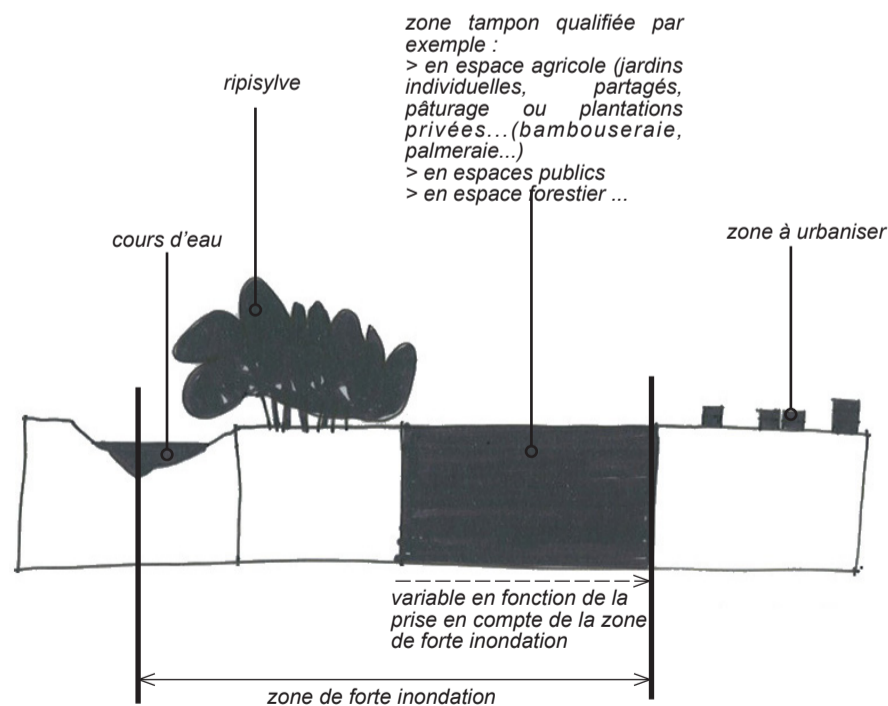 zone tampon qualifiée par
exemple :
> en espace agricole (jardins
individuelles, partagés,
pâturage ou plantations
privées...(bambouseraie,
palmeraie...)
> en espaces publics
> en espace forestier ...
ripisylve
cours d'eau
zone à urbaniser
variable en fonction de la
prise en compte de la zone
de forte inondation
zone de forte inondation